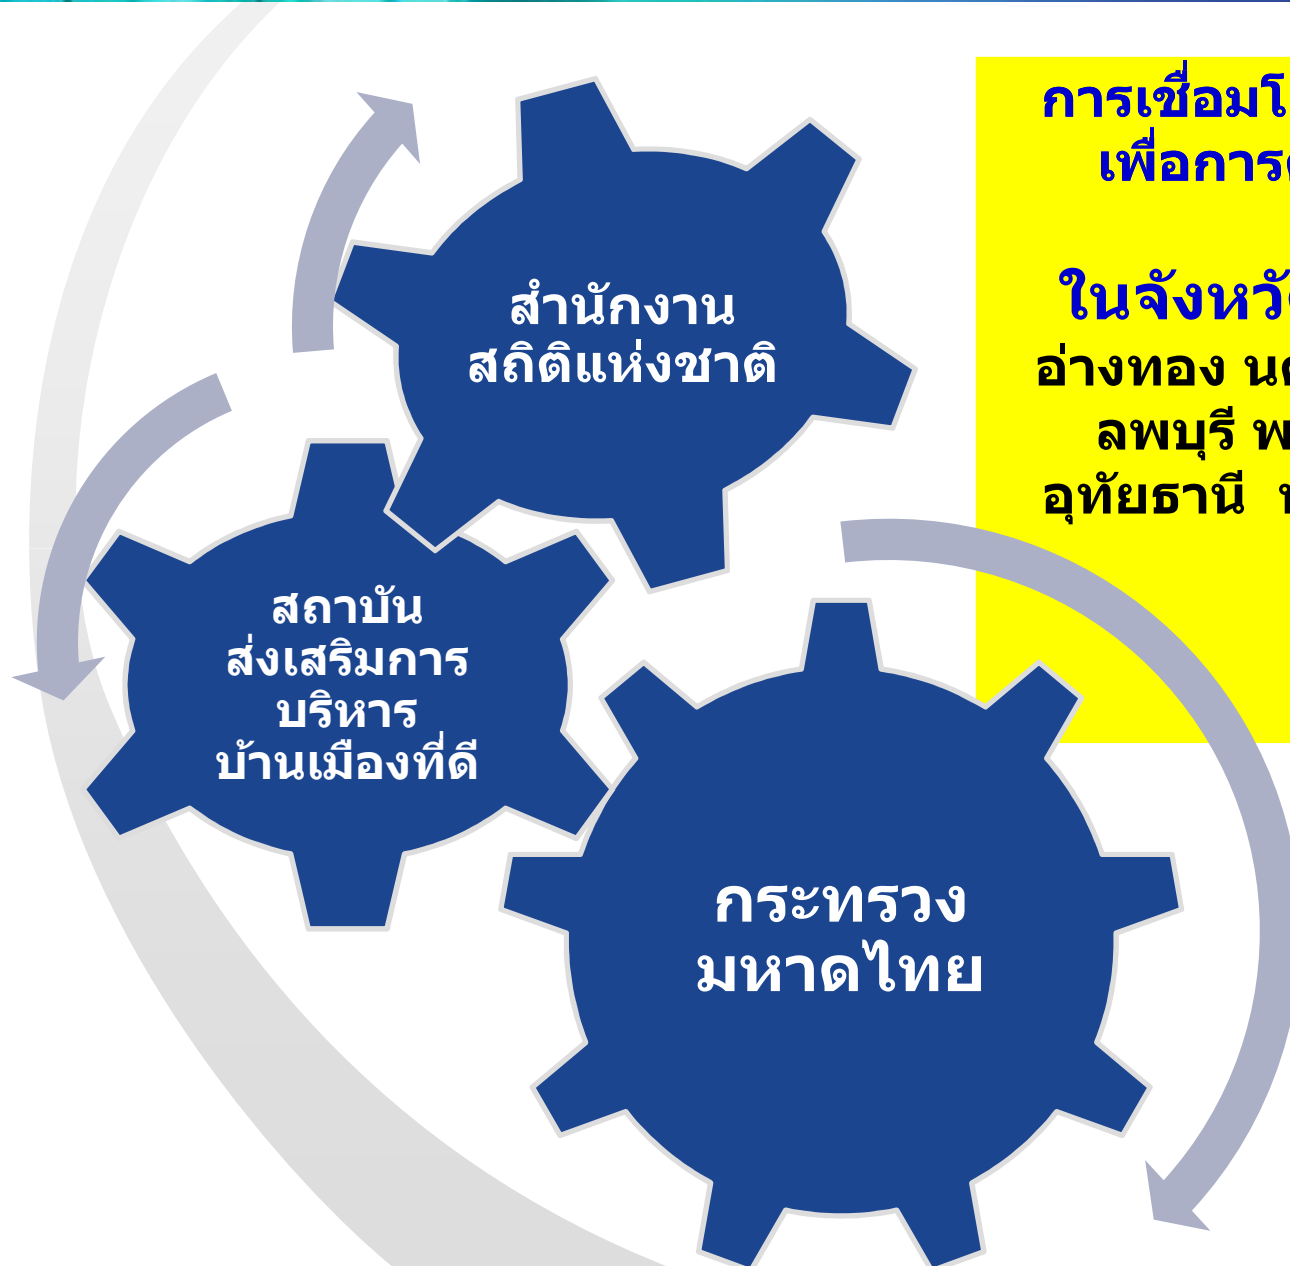 สำนักงาน
สถิติแห่งชาติ
สถาบัน
ส่งเสริมการ
บริหาร
บ้านเมืองที่ดี
กระทรวง
มหาดไทย
การเชื่อมโ
เพื่อการ
ในจังหวั
อ่างทอง
ลพบุรี พ
อุทัยธานี